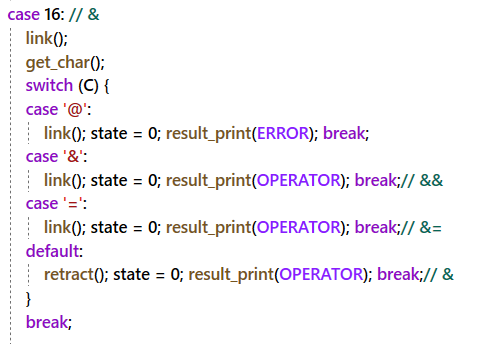 case 16: // &
link();
get_char();
switch (C) {
case '@':
link(); state = 0; result_print(ERROR); break;
case '&':
link(); state = 0; result_print(OPERATOR); break;// &&
case '=':
link(); state = 0; result_print(OPERATOR); break;// &=
default:
retract(); state = 0; result_print(OPERATOR); break;// &
}
break;